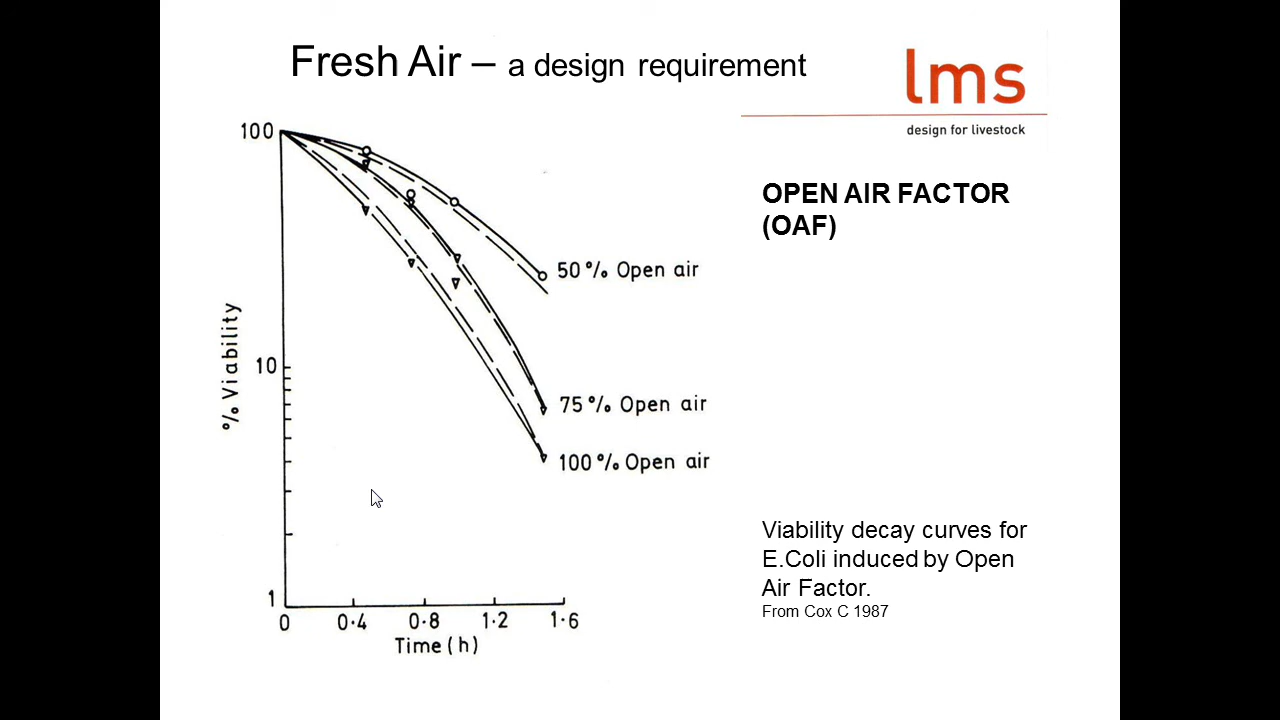 Fresh Air – a design requirement
lms
design for livestock
OPEN AIR FACTOR
(OAF)
100
10
1
% Viability
50 % Open air
75 % Open air
100 % Open air
0 0·4 0·8 1·2 1·6
Time (h)
Viability decay curves for
E.Coli induced by Open
Air Factor.
From Cox C 1987